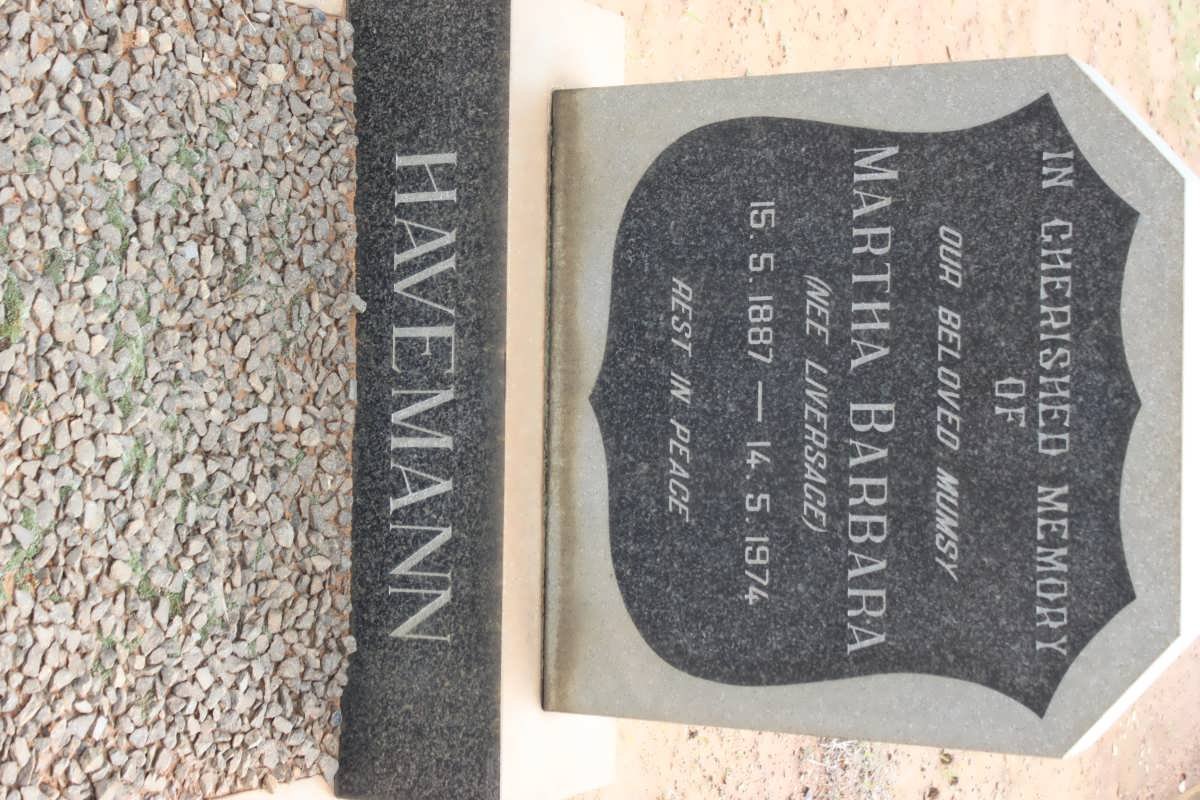 IN CHERISHED MEMORY
OF
OUR BELOVED MUMSY
MARTHA BARBARA
(NEE LIVERSAGE)
15. 5. 1887 — 14. 5. 1974
REST IN PEACE
HAVEMANN